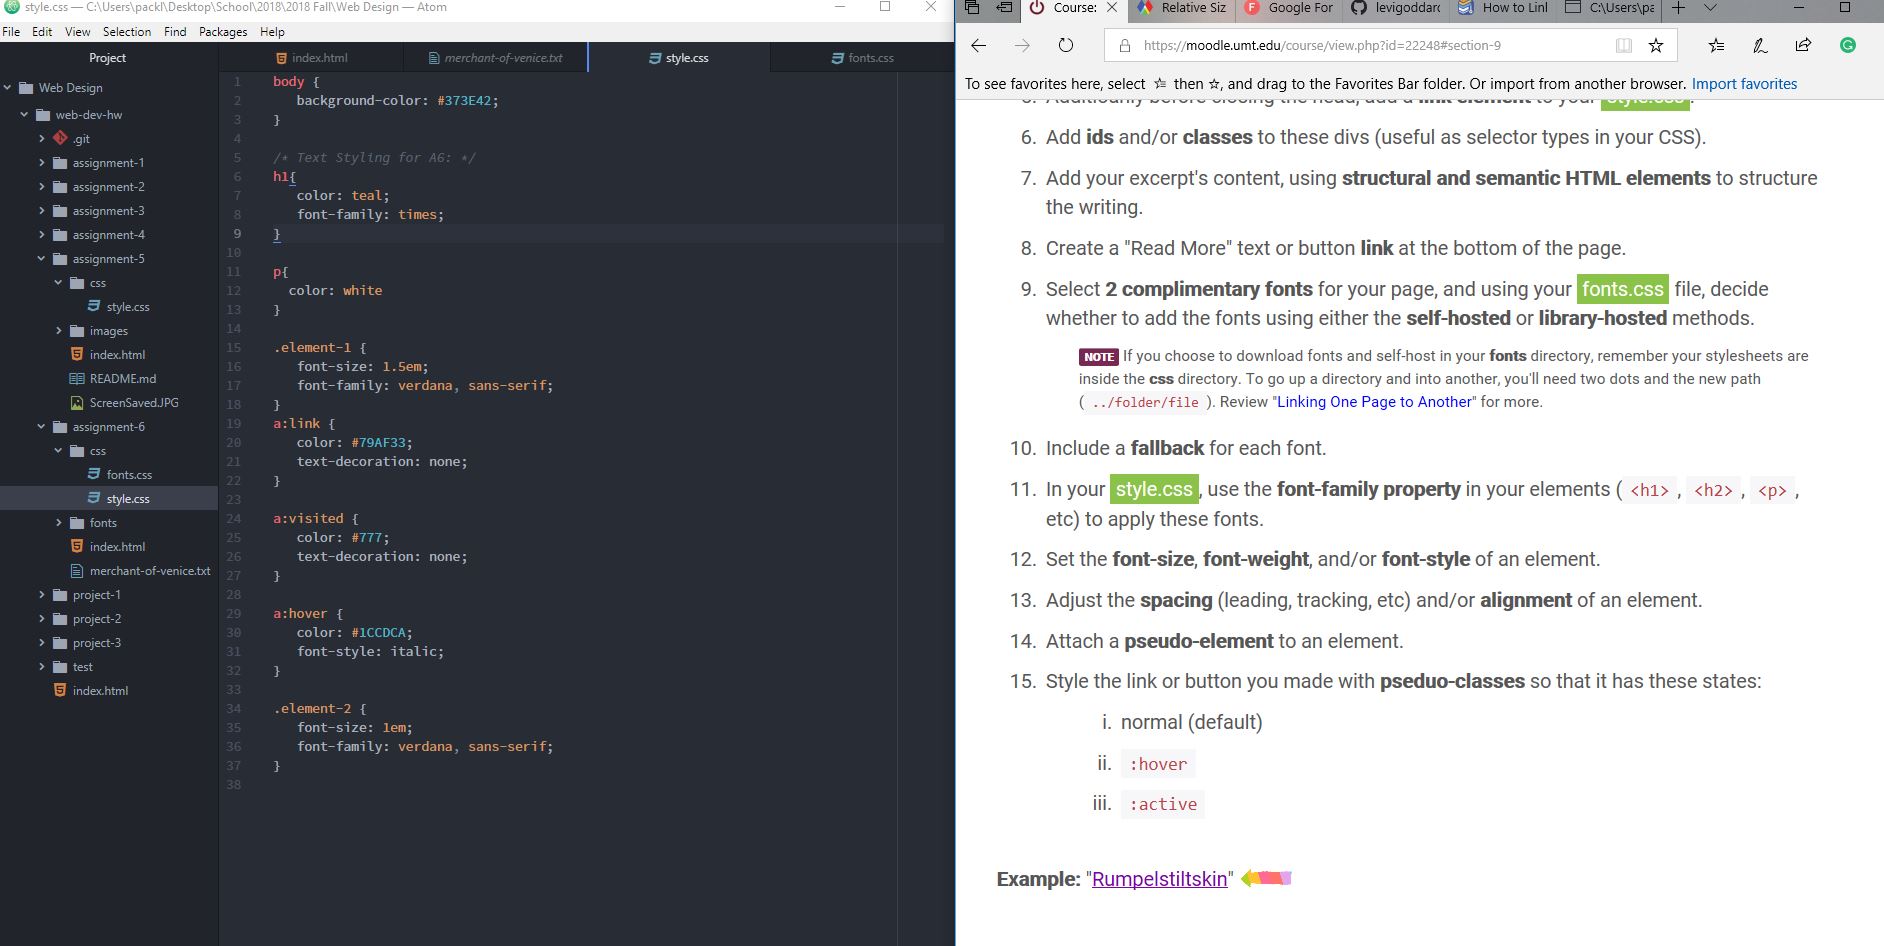 style.css — C:\Users\packl\Desktop\School\2018\2018 Fall\Web Design — Atom
File Edit View Selection Find Packages Help
Project
Web Design
web-dev-hw
.git
assignment-1
assignment-2
assignment-3
assignment-4
assignment-5
css
style.css
images
index.html
README.md
ScreenSaved.JPG
assignment-6
css
fonts.css
style.css
fonts
index.html
merchant-of-venice.txt
project-1
project-2
project-3
test
index.html
index.html merchant-of-venice.txt style.css fonts.css
1 body {
2 background-color: #373E42;
3 }
4
5 /* Text Styling for A6: */
6 h1{
7 color: teal;
8 font-family: times;
9 }
10
11 p{
12 color: white
13 }
14
15 .element-1 {
16 font-size: 1.5em;
17 font-family: verdana, sans-serif;
18 }
19 a:link {
20 color: #79AF33;
21 text-decoration: none;
22 }
23
24 a:visited {
25 color: #777;
26 text-decoration: none;
27 }
28
29 a:hover {
30 color: #1CCDCA;
31 font-style: italic;
32 }
33
34 .element-2 {
35 font-size: 1em;
36 font-family: verdana, sans-serif;
37 }
38
Course: Relative Siz Google For levigoddard How to Linl C:\Users\pa
https://moodle.umt.edu/course/view.php?id=22248#section-9
To see favorites here, select then ☆, and drag to the Favorites Bar folder. Or import from another browser. Import favorites
Additionally before closing the head, add a link element to your style.css.
6. Add ids and/or classes to these divs (useful as selector types in your CSS).
7. Add your excerpt's content, using structural and semantic HTML elements to structure
the writing.
8. Create a "Read More" text or button link at the bottom of the page.
9. Select 2 complimentary fonts for your page, and using your fonts.css file, decide
whether to add the fonts using either the self-hosted or library-hosted methods.
NOTE If you choose to download fonts and self-host in your fonts directory, remember your stylesheets are
inside the css directory. To go up a directory and into another, you'll need two dots and the new path
( ../folder/file ). Review "Linking One Page to Another" for more.
10. Include a fallback for each font.
11. In your style.css, use the font-family property in your elements ( <h1> , <h2> , <p> ,
etc) to apply these fonts.
12. Set the font-size, font-weight, and/or font-style of an element.
13. Adjust the spacing (leading, tracking, etc) and/or alignment of an element.
14. Attach a pseudo-element to an element.
15. Style the link or button you made with pseduo-classes so that it has these states:
i. normal (default)
ii. :hover
iii. :active
Example: "Rumpelstiltskin"